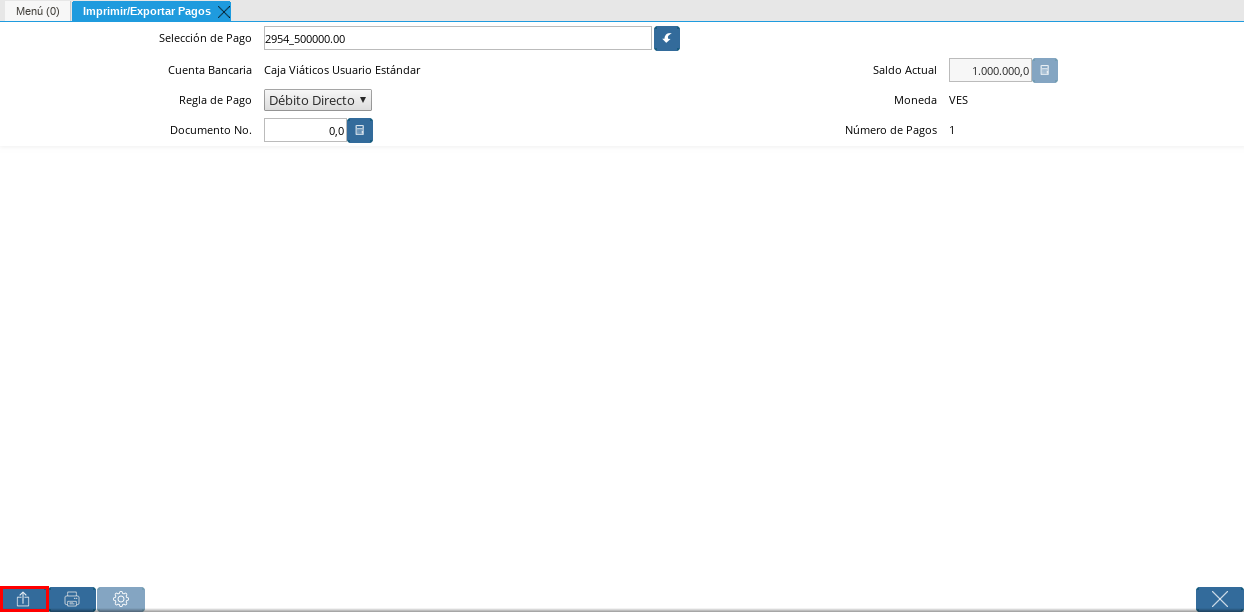 Menú (0) Imprimir/Exportar Pagos
Selección de Pago 2954_500000.00
Cuenta Bancaria Caja Viáticos Usuario Estándar Saldo Actual 1.000.000,0
Regla de Pago Débito Directo Moneda VES
Documento No. 0,0 Número de Pagos 1